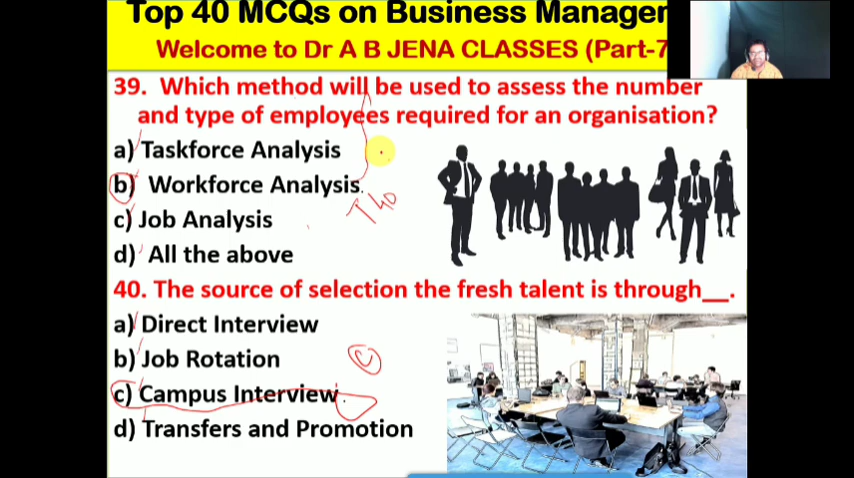 Top 40 MCQs on Business Manager
Welcome to Dr A B JENA CLASSES (Part-7
39. Which method will be used to assess the number
and type of employees required for an organisation?
a) Taskforce Analysis
b) Workforce Analysis.
c) Job Analysis
d) All the above
40. The source of selection the fresh talent is through__.
a) Direct Interview
b) Job Rotation
C
c) Campus Interview.
d) Transfers and Promotion